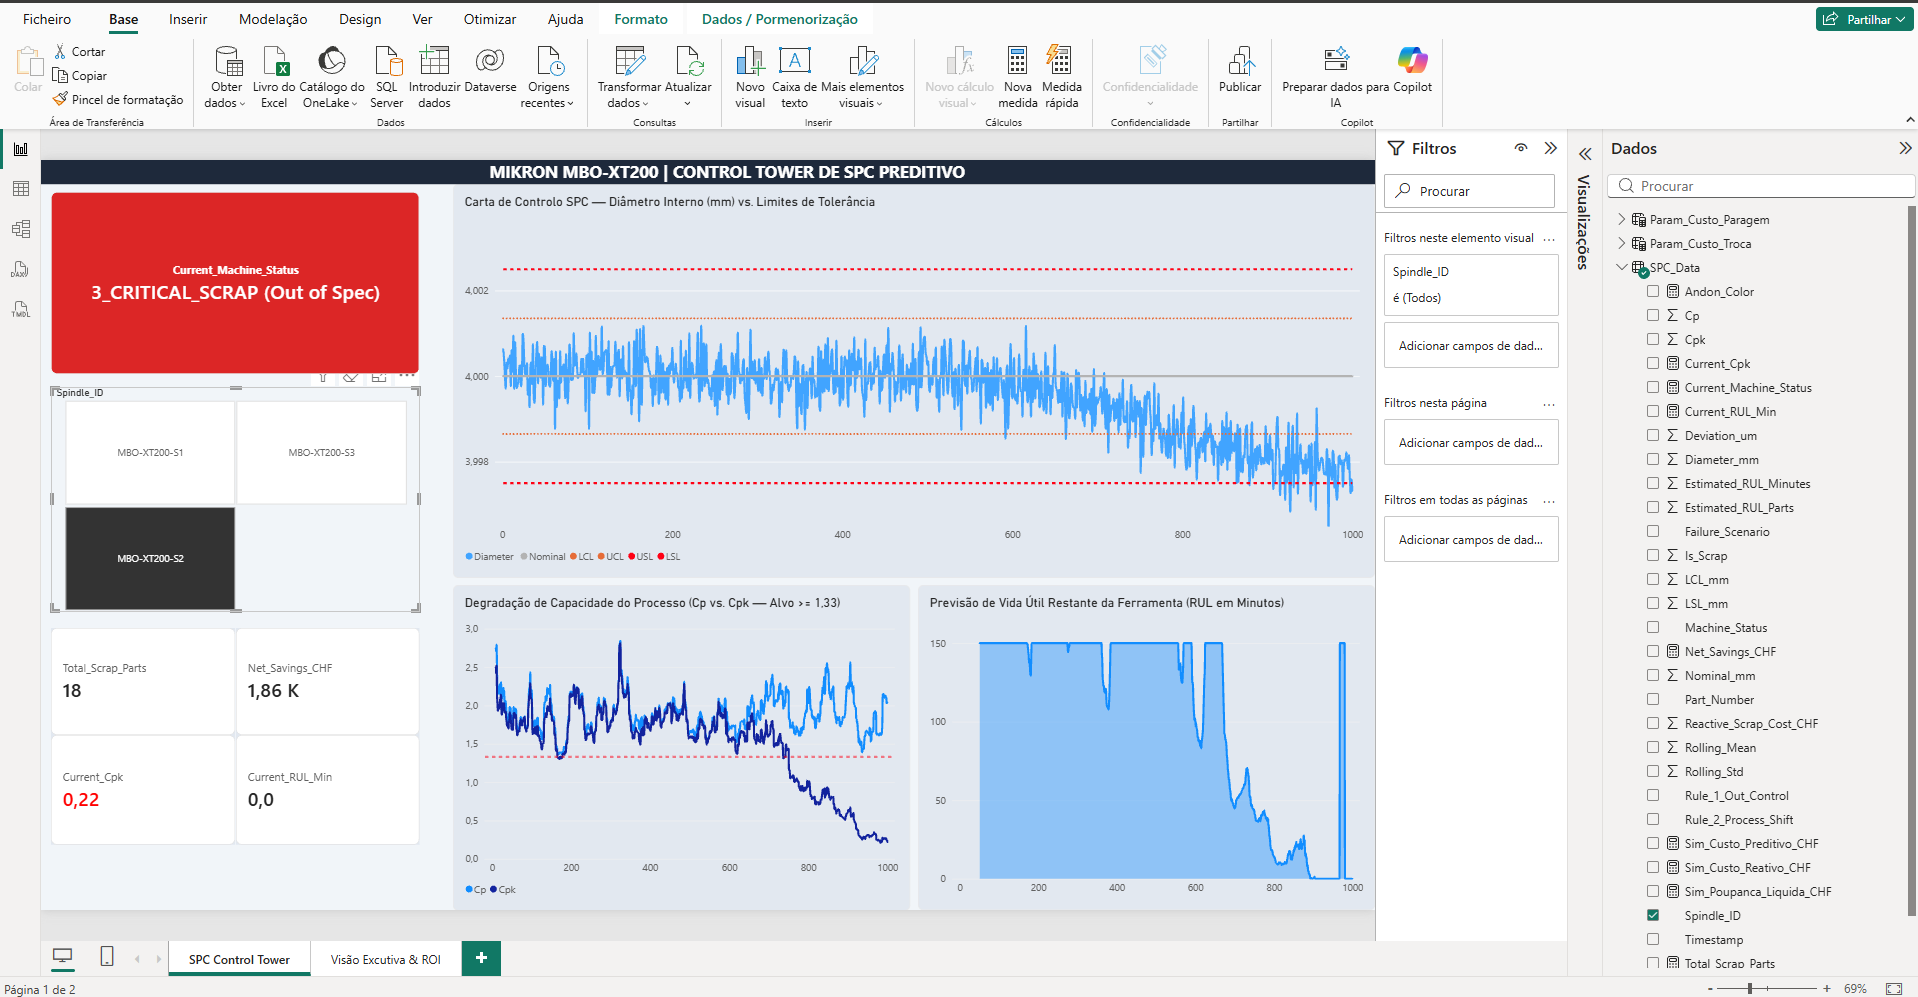 Ficheiro
Base
Inserir
Modelação
Design
Ver
Otimizar
Ajuda
Formato
Dados / Pormenorização
Partilhar
Colar
Cortar
Copiar
Pincel de formatação
Área de Transferência
Obter
dados
Livro do
Excel
Catálogo do
OneLake
SQL
Server
Introduzir
dados
Dataverse
Origens
recentes
Dados
Transformar
dados
Atualizar
Consultas
Novo
visual
Caixa de
texto
Mais elementos
visuais
Inserir
Novo cálculo
visual
Nova
medida
Medida
rápida
Cálculos
Confidencialidade
Confidencialidade
Publicar
Partilhar
Preparar dados para
IA
Copilot
Copilot
DAX
TMDL
MIKRON MBO-XT200 | CONTROL TOWER DE SPC PREDITIVO
Current_Machine_Status
3_CRITICAL_SCRAP (Out of Spec)
Spindle_ID
MBO-XT200-S1
MBO-XT200-S3
MBO-XT200-S2
Total_Scrap_Parts
18
Net_Savings_CHF
1,86 K
Current_Cpk
0,22
Current_RUL_Min
0,0
Carta de Controlo SPC — Diâmetro Interno (mm) vs. Limites de Tolerância
4,002
4,000
3,998
0
200
400
600
800
1000
Diameter
Nominal
LCL
UCL
USL
LSL
Degradação de Capacidade do Processo (Cp vs. Cpk — Alvo >= 1,33)
3,0
2,5
2,0
1,5
1,0
0,5
0,0
0
200
400
600
800
1000
Cp
Cpk
Previsão de Vida Útil Restante da Ferramenta (RUL em Minutos)
150
100
50
0
0
200
400
600
800
1000
Filtros
Procurar
Filtros neste elemento visual ...
Spindle_ID
é (Todos)
Adicionar campos de dad...
Filtros nesta página ...
Adicionar campos de dad...
Filtros em todas as páginas ...
Adicionar campos de dad...
Visualizações
Dados
Procurar
Param_Custo_Paragem
Param_Custo_Troca
SPC_Data
Andon_Color
Cp
Cpk
Current_Cpk
Current_Machine_Status
Current_RUL_Min
Deviation_um
Diameter_mm
Estimated_RUL_Minutes
Estimated_RUL_Parts
Failure_Scenario
Is_Scrap
LCL_mm
LSL_mm
Machine_Status
Net_Savings_CHF
Nominal_mm
Part_Number
Reactive_Scrap_Cost_CHF
Rolling_Mean
Rolling_Std
Rule_1_Out_Control
Rule_2_Process_Shift
Sim_Custo_Preditivo_CHF
Sim_Custo_Reativo_CHF
Sim_Poupanca_Liquida_CHF
Spindle_ID
Timestamp
Total_Scrap_Parts
SPC Control Tower
Visão Excutiva & ROI
+
Página 1 de 2
- + 69%